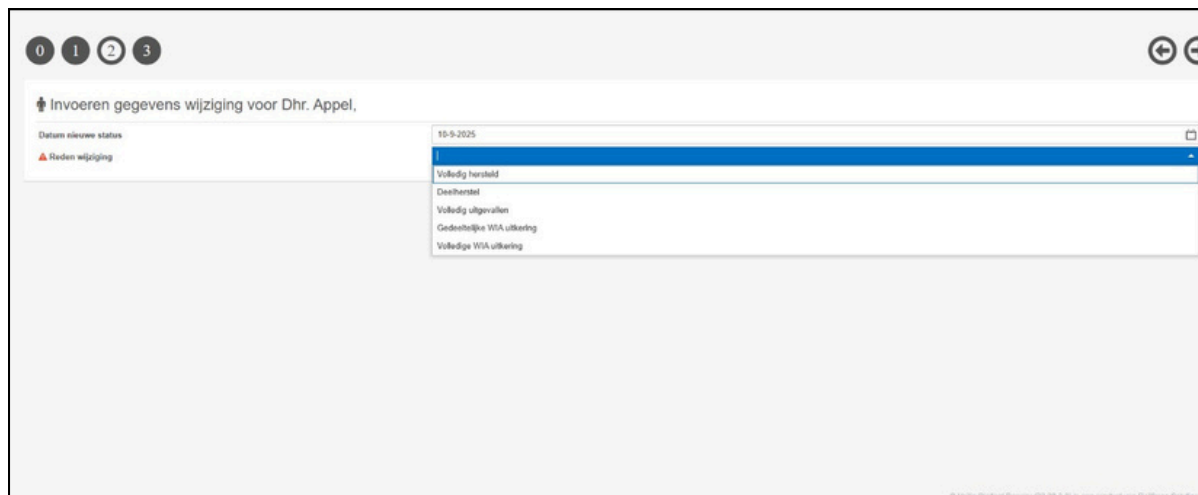 0 1 2 3
Invoeren gegevens wijziging voor Dhr. Appel,
Datum nieuwe status 10-9-2025
Reden wijziging
Volledig hersteld
Deelherstel
Volledig uitgevallen
Gedeeltelijke WIA uitkering
Volledige WIA uitkering